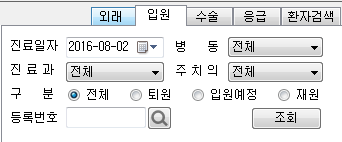 외래 입원 수술 응급 환자검색
진료일자 2016-08-02 병 동 전체
진 료 과 전체 주 치 의 전체
구 분 전체 퇴원 입원예정 재원
등록번호 조회